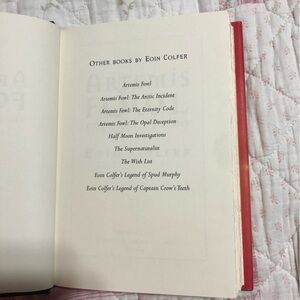 OTHER BOOKS BY EOIN COLFER
Artemis Fowl
Artemis Fowl: The Arctic Incident
Artemis Fowl: The Eternity Code
Artemis Fowl: The Opal Deception
Half Moon Investigations
The Supernaturalist
The Wish List
Eoin Colfer's Legend of Spud Murphy
Eoin Colfer's Legend of Captain Crow's Teeth